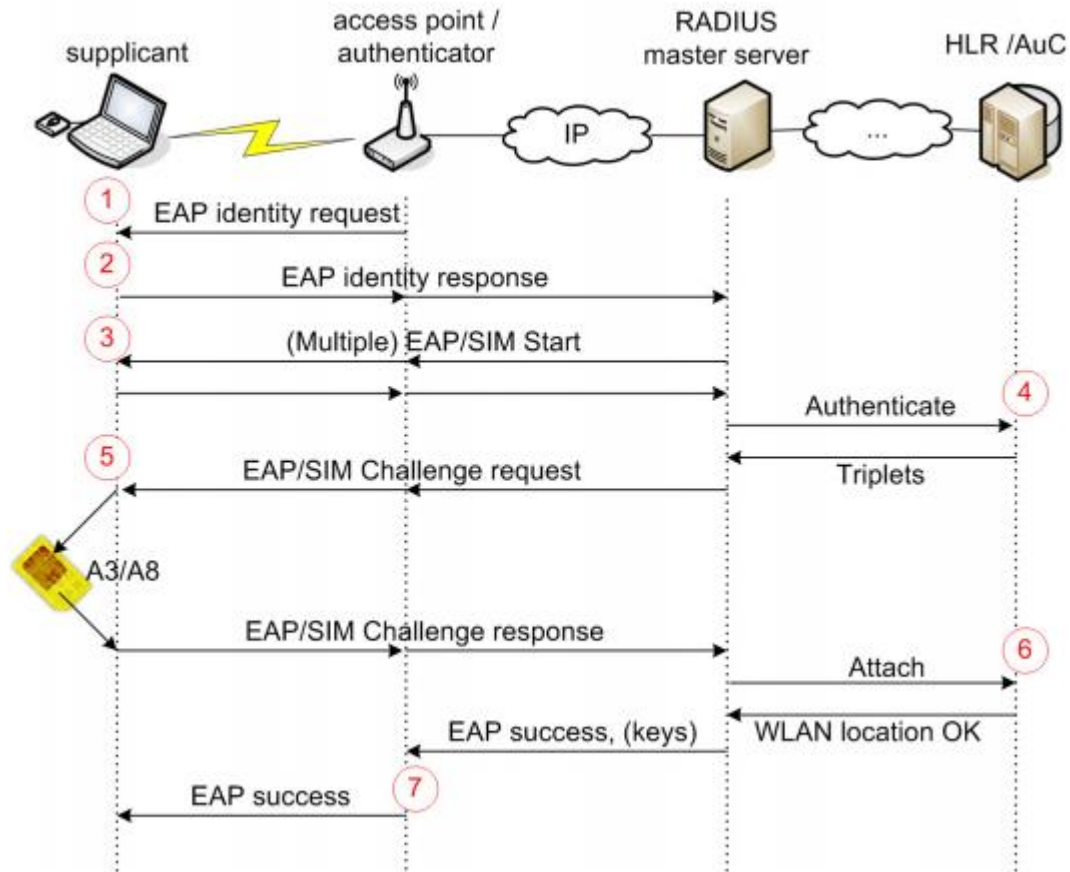 supplicant
access point /
authenticator
RADIUS
master server
HLR /AuC
IP
...
1
EAP identity request
2
EAP identity response
3
(Multiple) EAP/SIM Start
4
Authenticate
5
EAP/SIM Challenge request
Triplets
A3/A8
EAP/SIM Challenge response
6
Attach
EAP success, (keys)
WLAN location OK
7
EAP success